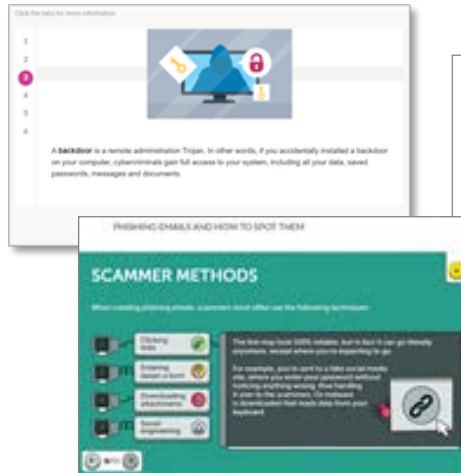 Click the tabs for more information
1
2
3
4
5
6
A backdoor is a remote administration Trojan. In other words, if you accidentally installed a backdoor
on your computer, cybercriminals gain full access to your system, including all your data, saved
passwords, messages and documents.
PHISHING EMAILS AND HOW TO SPOT THEM
SCAMMER METHODS
When creating phishing emails, scammers most often use the following techniques:
Clicking
links
Entering
data in a form
Downloading
attachments
Social
engineering
The link may look 100% reliable, but in fact it can go literally
anywhere, except where you're expecting to go.
For example, you're sent to a fake social media
site, where you enter your password without
noticing anything wrong, thus handing
it over to the scammers. Or malware
is downloaded that reads data from your
keyboard.